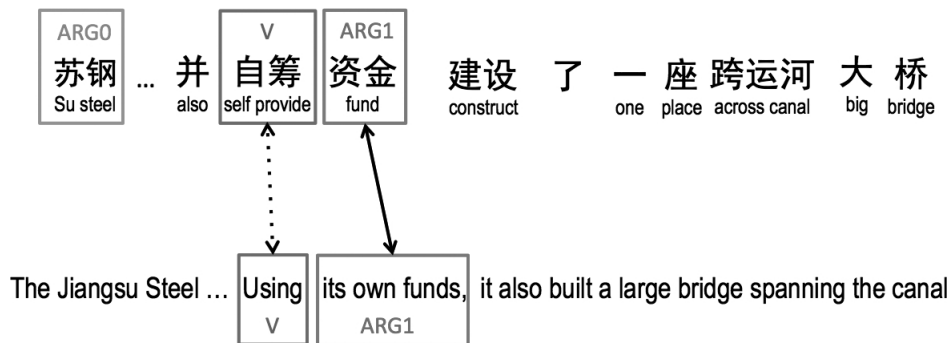 ARG0 V ARG1
苏钢 ... 并 自筹 资金 建设 了 一 座 跨运河 大 桥
Su steel also self provide fund construct one place across canal big bridge
The Jiangsu Steel ... Using its own funds, it also built a large bridge spanning the canal
V ARG1